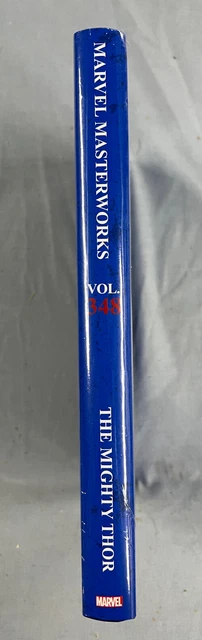 MARVEL MASTERWORKS
VOL.
348
THE MIGHTY THOR
MARVEL